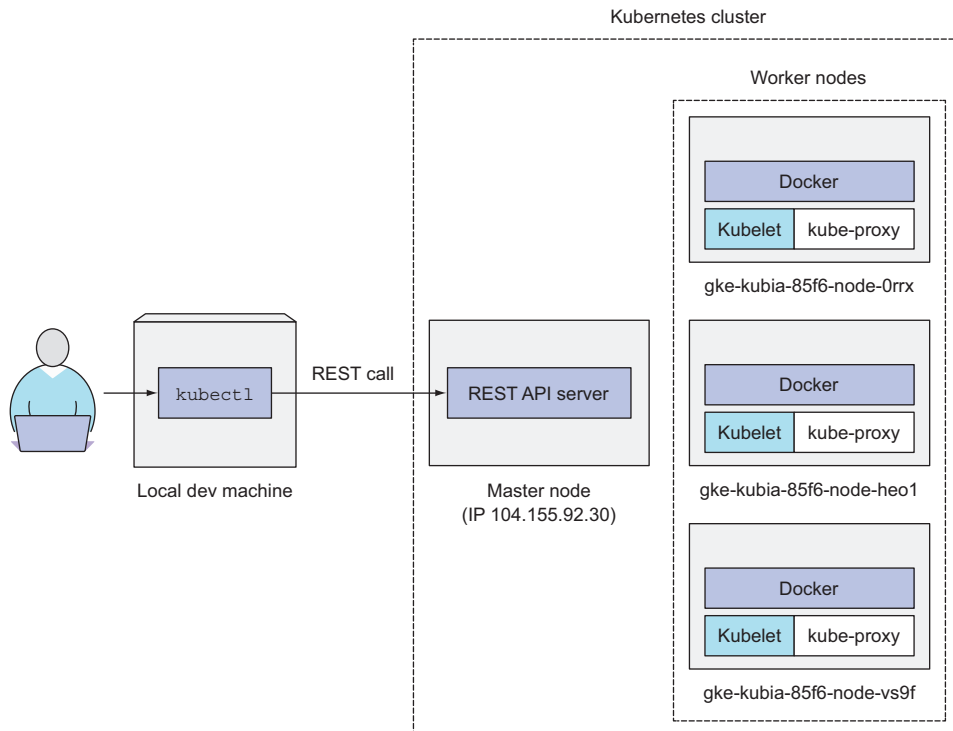 Kubernetes cluster
Worker nodes
Docker
Kubelet kube-proxy
gke-kubia-85f6-node-0rrx
kubectl
REST call
REST API server
Docker
Kubelet kube-proxy
Local dev machine
Master node
(IP 104.155.92.30)
gke-kubia-85f6-node-heo1
Docker
Kubelet kube-proxy
gke-kubia-85f6-node-vs9f